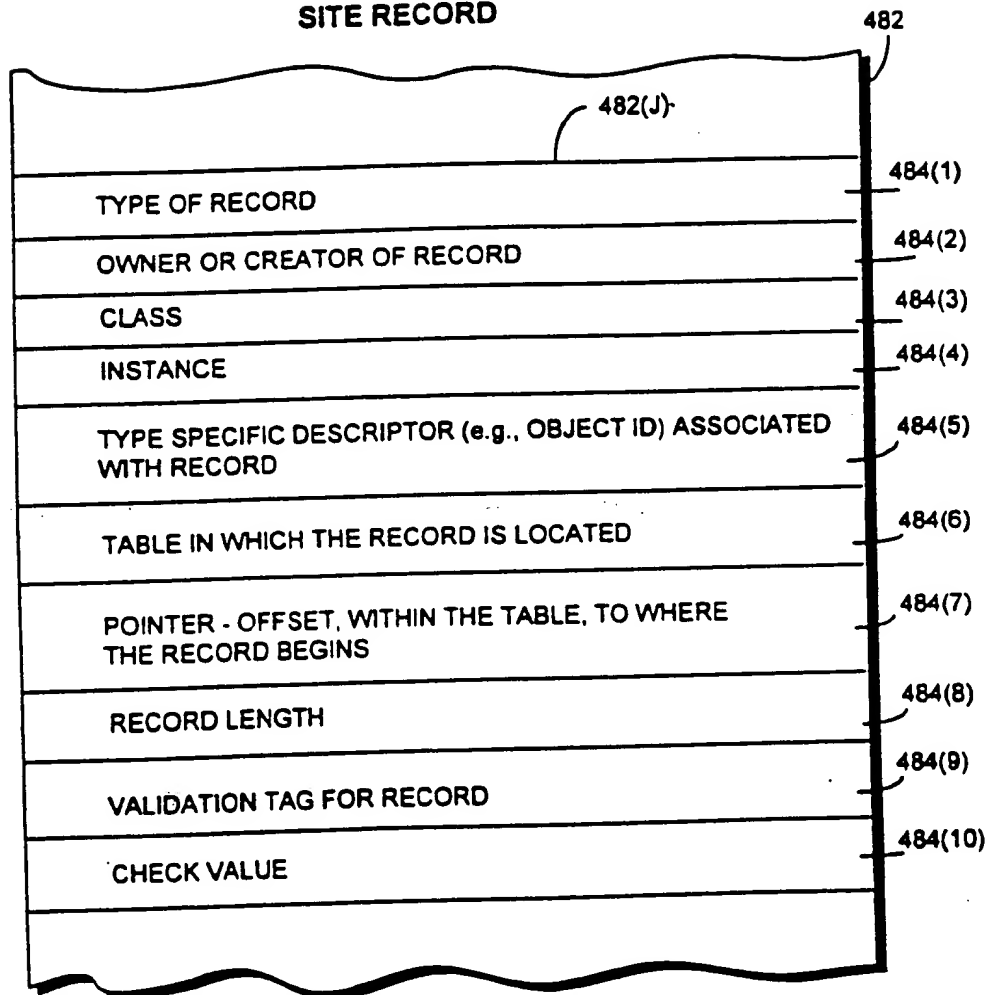 SITE RECORD
482
482(J)
TYPE OF RECORD
484(1)
OWNER OR CREATOR OF RECORD
484(2)
CLASS
484(3)
INSTANCE
484(4)
TYPE SPECIFIC DESCRIPTOR (e.g., OBJECT ID) ASSOCIATED
WITH RECORD
484(5)
TABLE IN WHICH THE RECORD IS LOCATED
484(6)
POINTER - OFFSET, WITHIN THE TABLE, TO WHERE
THE RECORD BEGINS
484(7)
RECORD LENGTH
484(8)
VALIDATION TAG FOR RECORD
484(9)
CHECK VALUE
484(10)